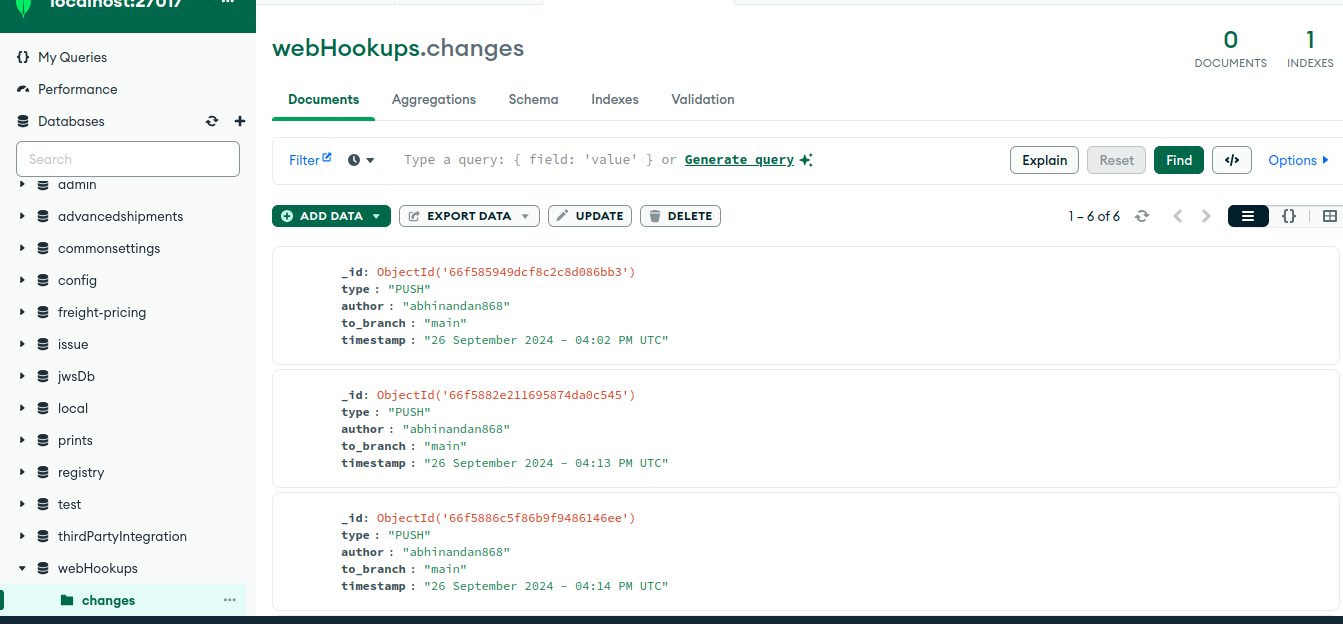 localhost:27017 ...
{} My Queries
Performance
Databases
Search
admin
advancedshipments
commonsettings
config
freight-pricing
issue
jwsDb
local
prints
registry
test
thirdPartyIntegration
webHookups
changes ...
webHookups.changes
0
DOCUMENTS
1
INDEXES
Documents Aggregations Schema Indexes Validation
Filter Type a query: { field: 'value' } or Generate query Explain Reset Find </> Options
ADD DATA EXPORT DATA UPDATE DELETE 1 – 6 of 6 {}
_id: ObjectId('66f585949dcf8c2c8d086bb3')
type : "PUSH"
author : "abhinandan868"
to_branch : "main"
timestamp : "26 September 2024 - 04:02 PM UTC"
_id: ObjectId('66f5882e211695874da0c545')
type : "PUSH"
author : "abhinandan868"
to_branch : "main"
timestamp : "26 September 2024 - 04:13 PM UTC"
_id: ObjectId('66f5886c5f86b9f9486146ee')
type : "PUSH"
author : "abhinandan868"
to_branch : "main"
timestamp : "26 September 2024 - 04:14 PM UTC"